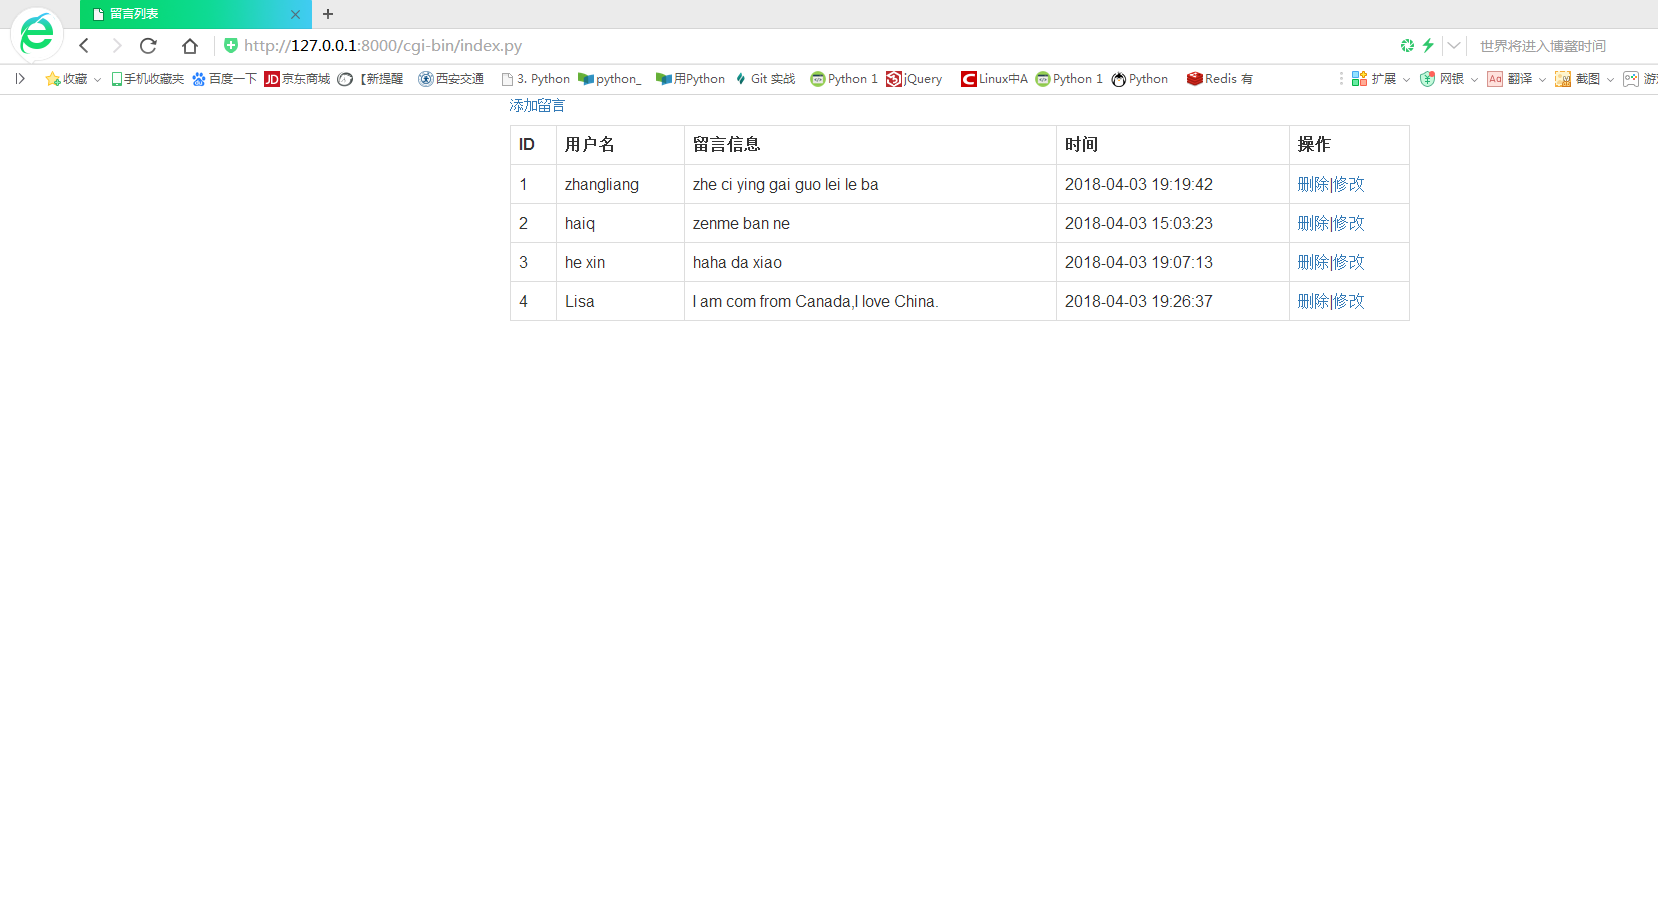 留言列表
http://127.0.0.1:8000/cgi-bin/index.py 世界将进入博鳌时间
收藏 手机收藏夹 百度一下 JD 京东商城 【新提醒 西安交通 3. Python python_ 用Python Git 实战 Python 1 jQuery Linux中A Python 1 Python Redis 有 扩展 网银 Aa 翻译 截图
添加留言
ID 用户名 留言信息 时间 操作
1 zhangliang zhe ci ying gai guo lei le ba 2018-04-03 19:19:42 删除|修改
2 haiq zenme ban ne 2018-04-03 15:03:23 删除|修改
3 he xin haha da xiao 2018-04-03 19:07:13 删除|修改
4 Lisa I am com from Canada,I love China. 2018-04-03 19:26:37 删除|修改